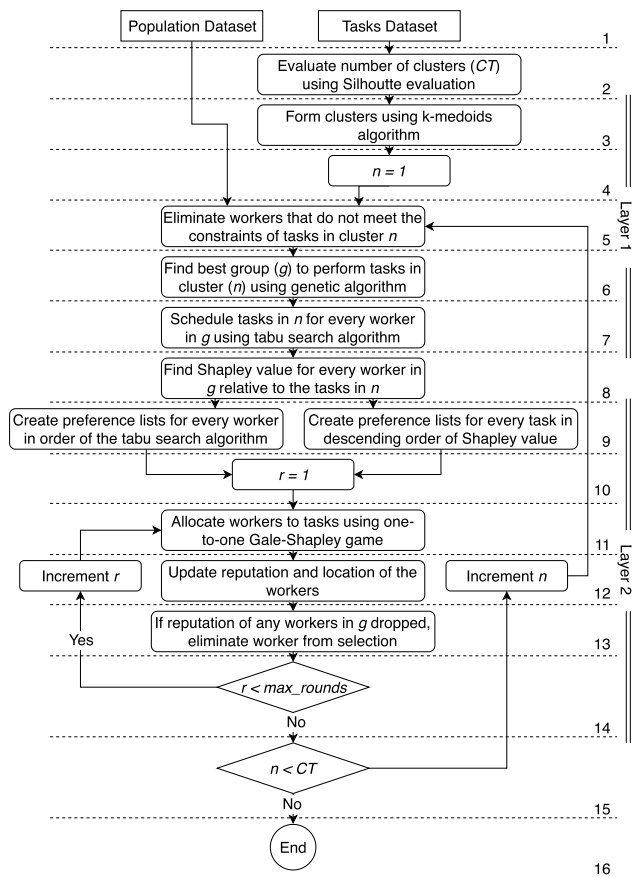 Population Dataset
Tasks Dataset
1
Evaluate number of clusters (CT)
using Silhoutte evaluation
2
Form clusters using k-medoids
algorithm
3
n = 1
4
Eliminate workers that do not meet the
constraints of tasks in cluster n
5
Layer 1
Find best group (g) to perform tasks in
cluster (n) using genetic algorithm
6
Schedule tasks in n for every worker
in g using tabu search algorithm
7
Find Shapley value for every worker in
g relative to the tasks in n
8
Create preference lists for every worker
in order of the tabu search algorithm
Create preference lists for every task in
descending order of Shapley value
9
r = 1
10
Allocate workers to tasks using one-
to-one Gale-Shapley game
11
Layer 2
Increment r
Update reputation and location of the
workers
Increment n
12
Yes
If reputation of any workers in g dropped,
eliminate worker from selection
13
r < max_rounds
No
14
n < CT
No
15
End
16